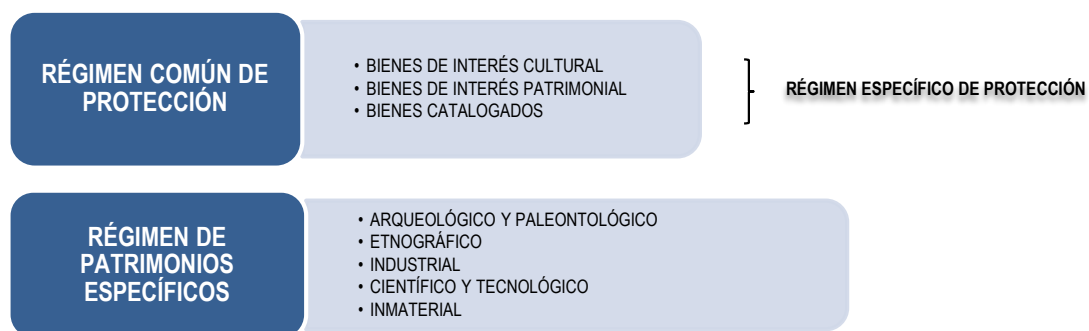 RÉGIMEN COMÚN DE
PROTECCIÓN
• BIENES DE INTERÉS CULTURAL
• BIENES DE INTERÉS PATRIMONIAL
• BIENES CATALOGADOS
RÉGIMEN ESPECÍFICO DE PROTECCIÓN
RÉGIMEN DE
PATRIMONIOS
ESPECÍFICOS
• ARQUEOLÓGICO Y PALEONTOLÓGICO
• ETNOGRÁFICO
• INDUSTRIAL
• CIENTÍFICO Y TECNOLÓGICO
• INMATERIAL